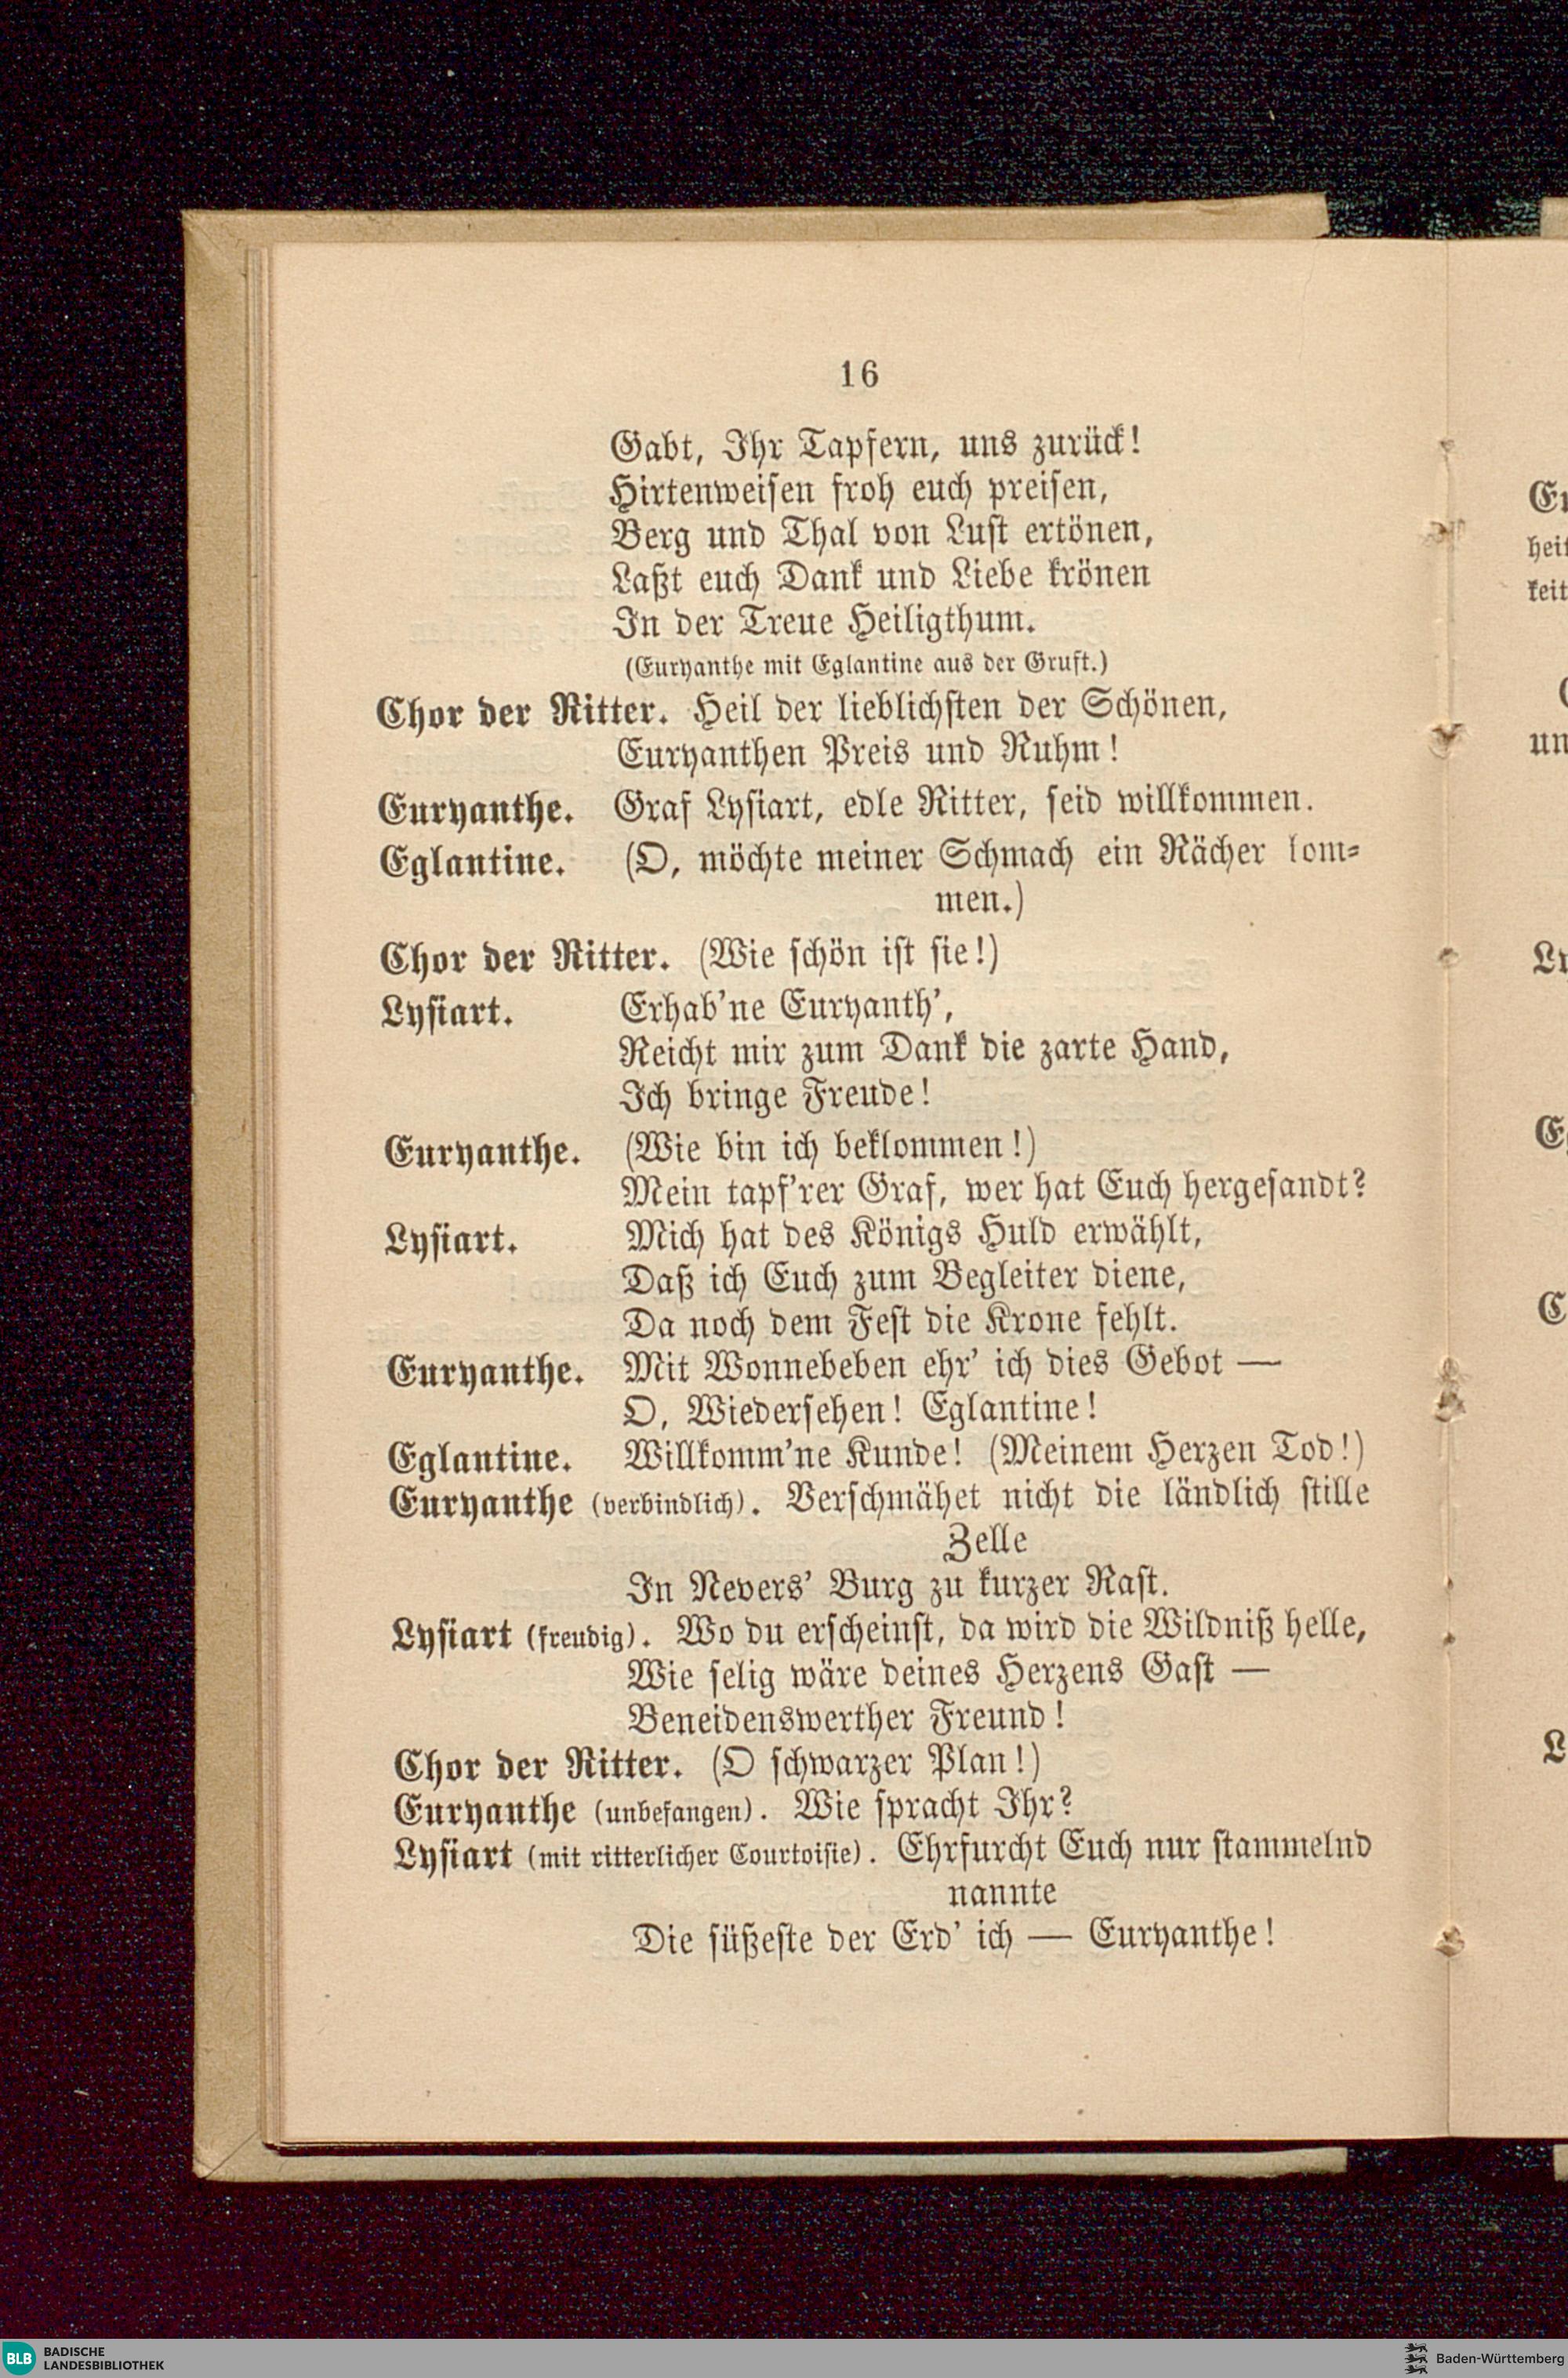 16
Gabt, Ihr Tapfern, uns zurück!
Hirtenweisen froh euch preisen,
Berg und Thal von Lust ertönen,
Laßt euch Dank und Liebe krönen
In der Treue Heiligthum.
(Euryanthe mit Eglantine aus der Gruft.)
Chor der Ritter. Heil der lieblichsten der Schönen,
Euryanthen Preis und Ruhm!
Euryanthe. Graf Lysiart, edle Ritter, seid willkommen.
Eglantine. (O, möchte meiner Schmach ein Rächer kom-
men.)
Chor der Ritter. (Wie schön ist sie!)
Lysiart. Erhab'ne Euryanth',
Reicht mir zum Dank die zarte Hand,
Ich bringe Freude!
Euryanthe. (Wie bin ich beklommen!)
Mein tapf'rer Graf, wer hat Euch hergesandt?
Lysiart. Mich hat des Königs Huld erwählt,
Daß ich Euch zum Begleiter diene,
Da noch dem Fest die Krone fehlt.
Euryanthe. Mit Wonnebeben ehr' ich dies Gebot —
O, Wiedersehen! Eglantine!
Eglantine. Willkomm'ne Kunde! (Meinem Herzen Tod!)
Euryanthe (verbindlich). Verschmähet nicht die ländlich stille
Zelle
In Nevers' Burg zu kurzer Rast.
Lysiart (freudig). Wo du erscheinst, da wird die Wildniß helle,
Wie selig wäre deines Herzens Gast —
Beneidenswerther Freund!
Chor der Ritter. (O schwarzer Plan!)
Euryanthe (unbefangen). Wie spracht Ihr?
Lysiart (mit ritterlicher Courtoisie). Ehrfurcht Euch nur stammelnd
nannte
Die süßeste der Erd' ich — Euryanthe!
BLB BADISCHE
LANDESBIBLIOTHEK
Baden-Württemberg